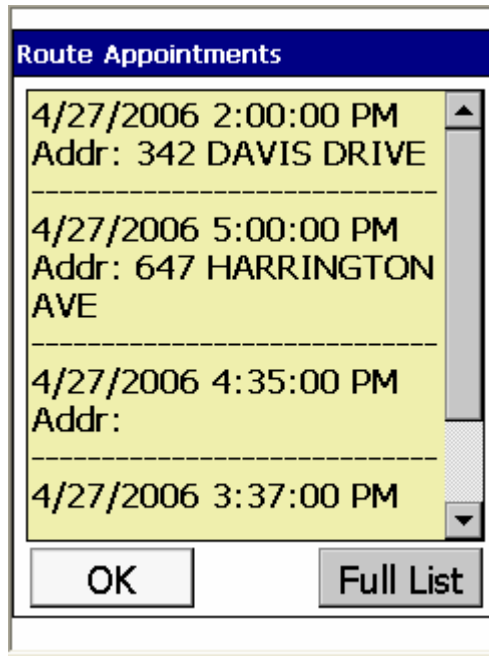 Route Appointments
4/27/2006 2:00:00 PM
Addr: 342 DAVIS DRIVE
-----------------------------
4/27/2006 5:00:00 PM
Addr: 647 HARRINGTON
AVE
-----------------------------
4/27/2006 4:35:00 PM
Addr:
-----------------------------
4/27/2006 3:37:00 PM
OK
Full List